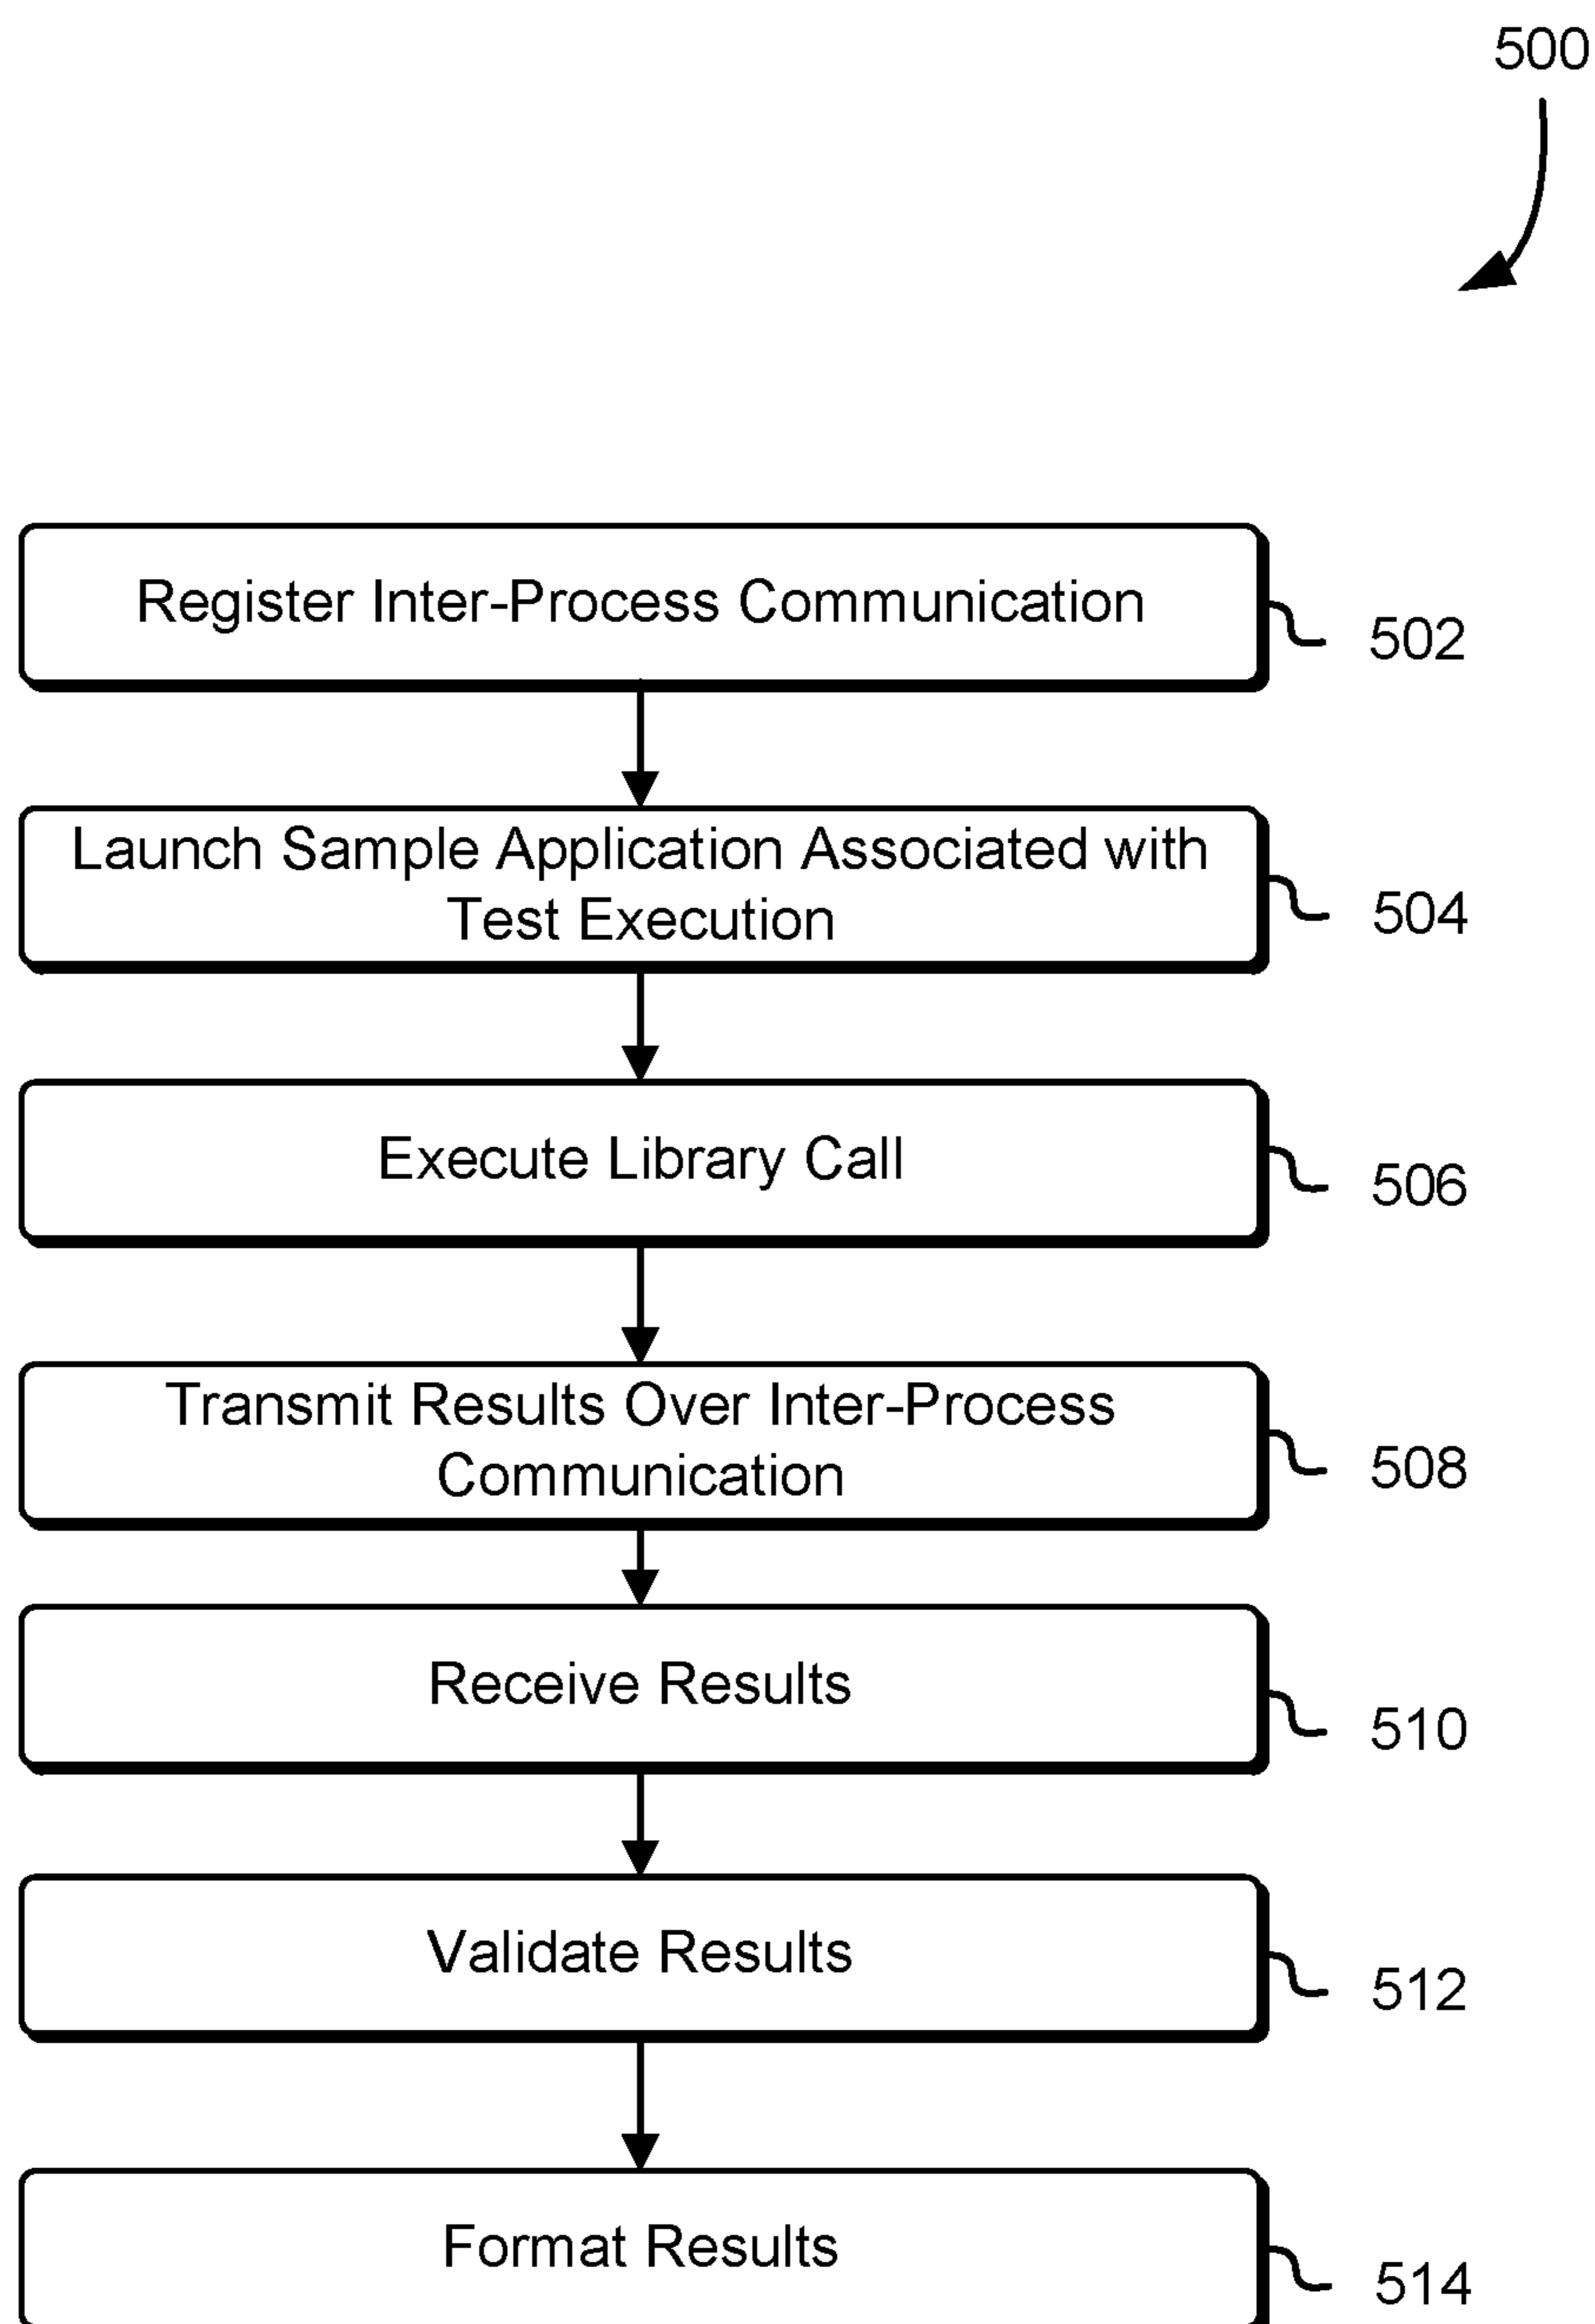 500
Register Inter-Process Communication
502
Launch Sample Application Associated with
Test Execution
504
Execute Library Call
506
Transmit Results Over Inter-Process
Communication
508
Receive Results
510
Validate Results
512
Format Results
514